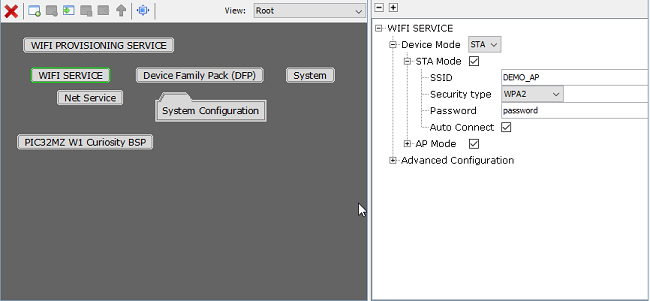 View: Root
WIFI PROVISIONING SERVICE
WIFI SERVICE Device Family Pack (DFP) System
Net Service
System Configuration
PIC32MZ W1 Curiosity BSP
WIFI SERVICE
Device Mode STA
STA Mode
SSID DEMO_AP
Security type WPA2
Password password
Auto Connect
AP Mode
Advanced Configuration